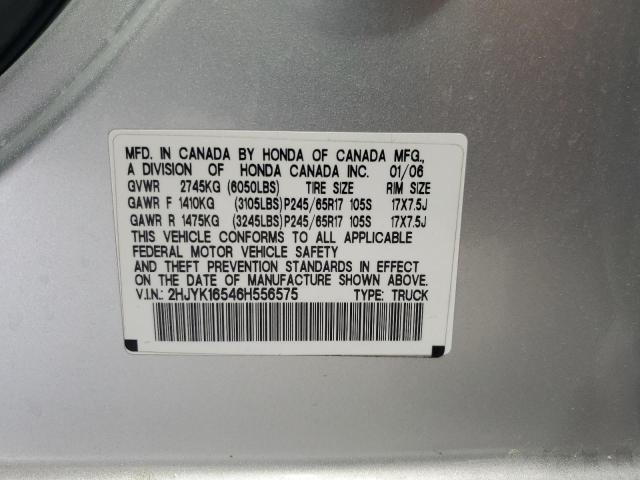 MFD. IN CANADA BY HONDA OF CANADA MFG.,
A DIVISION OF HONDA CANADA INC. 01/06
GVWR 2745KG (6050LBS) TIRE SIZE RIM SIZE
GAWR F 1410KG (3105LBS)P245/65R17 105S 17X7.5J
GAWR R 1475KG (3245LBS)P245/65R17 105S 17X7.5J
THIS VEHICLE CONFORMS TO ALL APPLICABLE
FEDERAL MOTOR VEHICLE SAFETY
AND THEFT PREVENTION STANDARDS IN EFFECT
ON THE DATE OF MANUFACTURE SHOWN ABOVE.
V.I.N.: 2HJYK16546H556575 TYPE: TRUCK